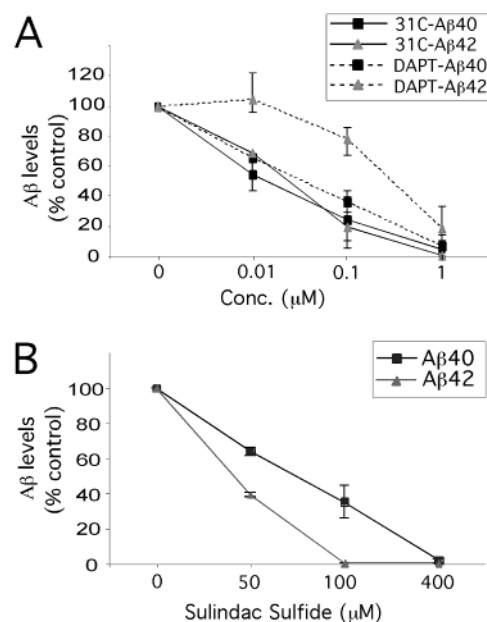 A
31C-Aβ40
31C-Aβ42
DAPT-Aβ40
DAPT-Aβ42
Aβ levels
(% control)
120
100
80
60
40
20
0
0 0.01 0.1 1
Conc. (μM)
B
Aβ40
Aβ42
Aβ levels
(% control)
100
80
60
40
20
0
0 50 100 400
Sulindac Sulfide (μM)